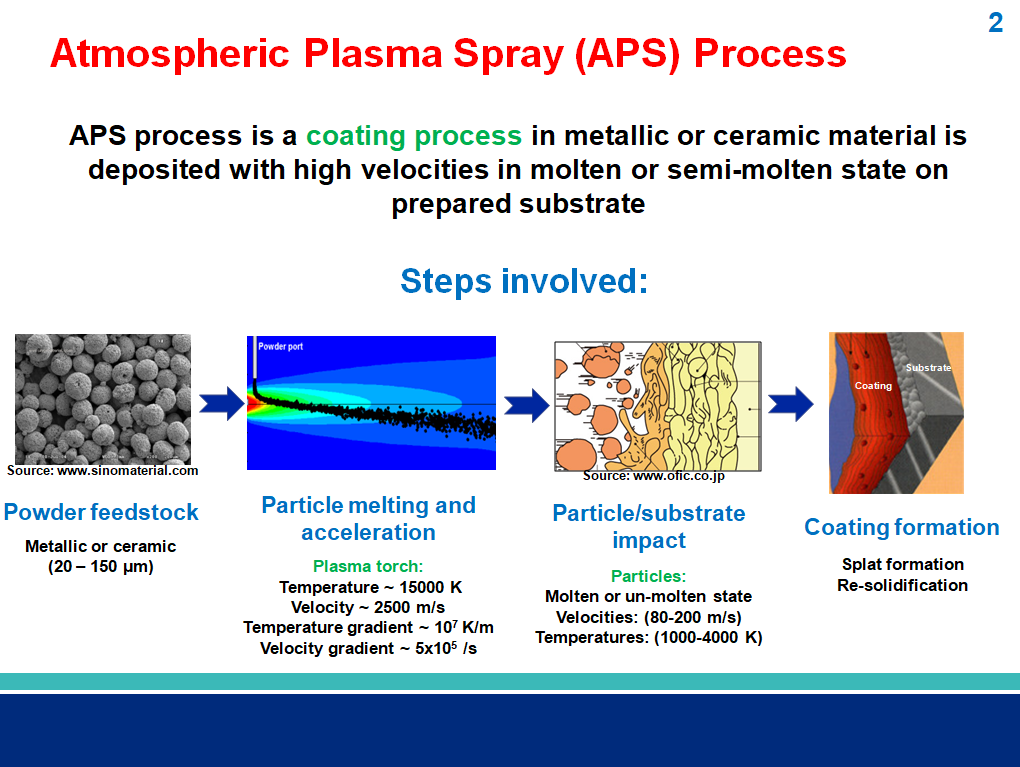 2
Atmospheric Plasma Spray (APS) Process
APS process is a coating process in metallic or ceramic material is
deposited with high velocities in molten or semi-molten state on
prepared substrate
Steps involved:
Source: www.sinomaterial.com
Powder feedstock
Metallic or ceramic
(20 – 150 µm)
Powder port
Particle melting and
acceleration
Plasma torch:
Temperature ~ 15000 K
Velocity ~ 2500 m/s
Temperature gradient ~ 10⁷ K/m
Velocity gradient ~ 5x10⁵ /s
Source: www.ofic.co.jp
Particle/substrate
impact
Particles:
Molten or un-molten state
Velocities: (80-200 m/s)
Temperatures: (1000-4000 K)
Substrate
Coating
Coating formation
Splat formation
Re-solidification